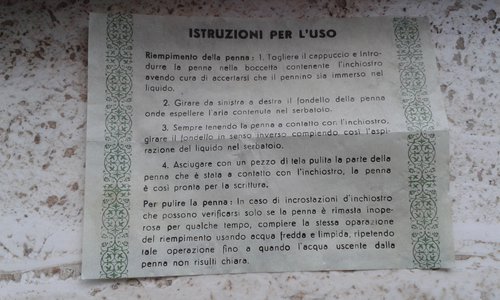 ISTRUZIONI PER L'USO
Riempimento della penna: 1. Togliere il cappuccio e intro-
durre la penna nella boccetta contenente l'inchiostro
avendo cura di accertarsi che il pennino sia immerso nel
liquido.
2. Girare da sinistra a destra il fondello della penna
onde espellere l'aria contenuta nel serbatoio.
3. Sempre tenendo la penna a contatto con l'inchiostro,
girare il fondello in senso inverso compiendo così l'aspi-
razione del liquido nel serbatoio.
4. Asciugare con un pezzo di tela pulita la parte della
penna che è stata a contatto con l'inchiostro, la penna
è così pronta per la scrittura.
Per pulire la penna: In caso di incrostazioni d'inchiostro
che possono verificarsi solo se la penna è rimasta inope-
rosa per qualche tempo, compiere la stessa operazione
del riempimento usando acqua fredda e limpida, ripetendo
tale operazione fino a quando l'acqua uscente dalla
penna non risulti chiara.